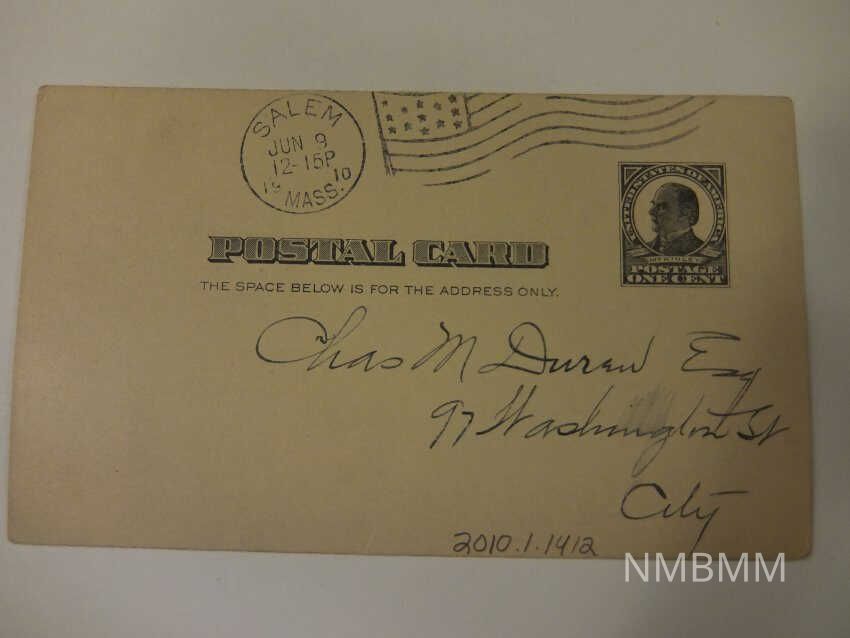 SALEM
JUN 9
12-15P
19 10
MASS.
UNITED STATES OF AMERICA
McKINLEY
POSTAGE
ONE CENT
POSTAL CARD
THE SPACE BELOW IS FOR THE ADDRESS ONLY.
Chas M Duren Esq
97 Washington St
City
2010.1.1412
NMBMM